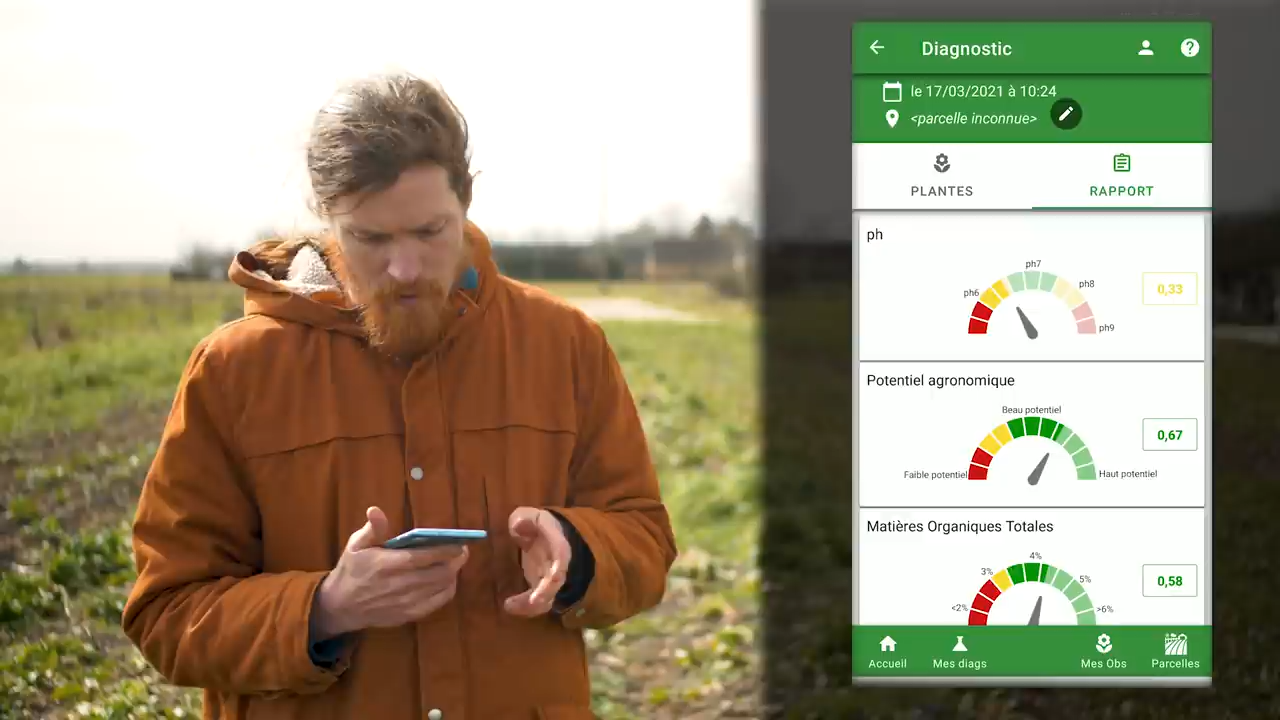 Diagnostic
le 17/03/2021 à 10:24
<parcelle inconnue>
PLANTES
RAPPORT
ph
ph7
ph6
ph8
ph9
0,33
Potentiel agronomique
Beau potentiel
Faible potentiel
Haut potentiel
0,67
Matières Organiques Totales
4%
3%
5%
<2%
>6%
0,58
Accueil
Mes diags
Mes Obs
Parcelles